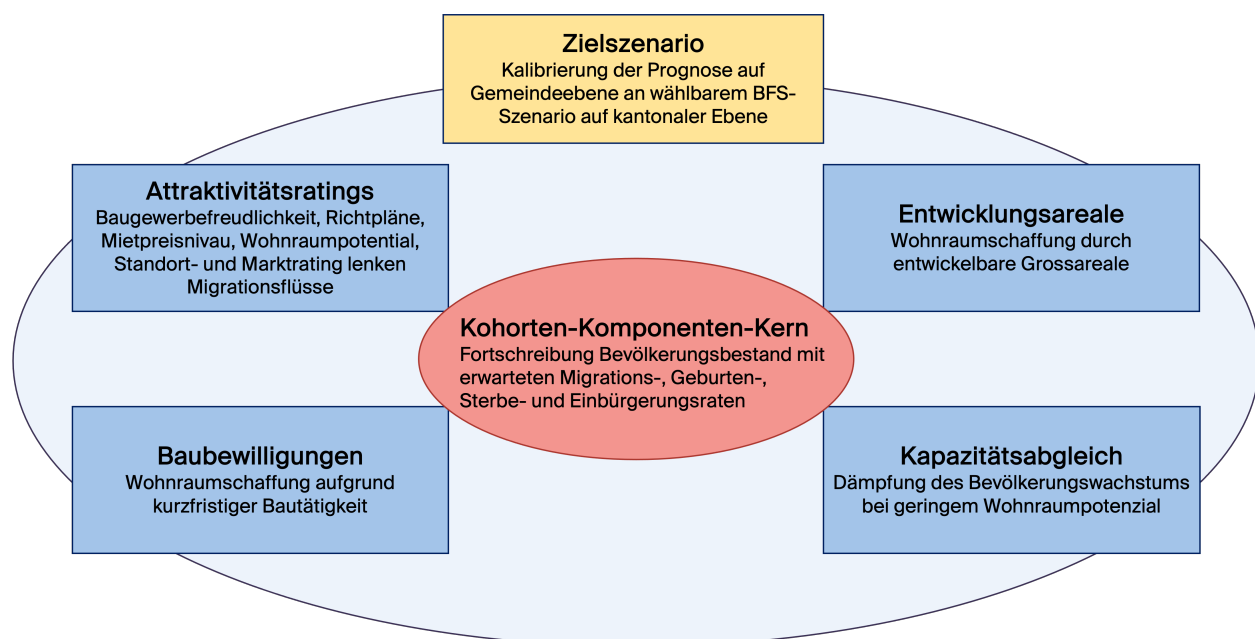 Zielszenario
Kalibrierung der Prognose auf
Gemeindeebene an wählbarem BFS-
Szenario auf kantonaler Ebene
Attraktivitätsratings
Baugewerbefreudlichkeit, Richtpläne,
Mietpreisnivau, Wohnraumpotential,
Standort- und Marktrating lenken
Migrationsflüsse
Entwicklungsareale
Wohnraumschaffung durch
entwickelbare Grossareale
Kohorten-Komponenten-Kern
Fortschreibung Bevölkerungsbestand mit
erwarteten Migrations-, Geburten-,
Sterbe- und Einbürgerungsraten
Baubewilligungen
Wohnraumschaffung aufgrund
kurzfristiger Bautätigkeit
Kapazitätsabgleich
Dämpfung des Bevölkerungswachstums
bei geringem Wohnraumpotenzial